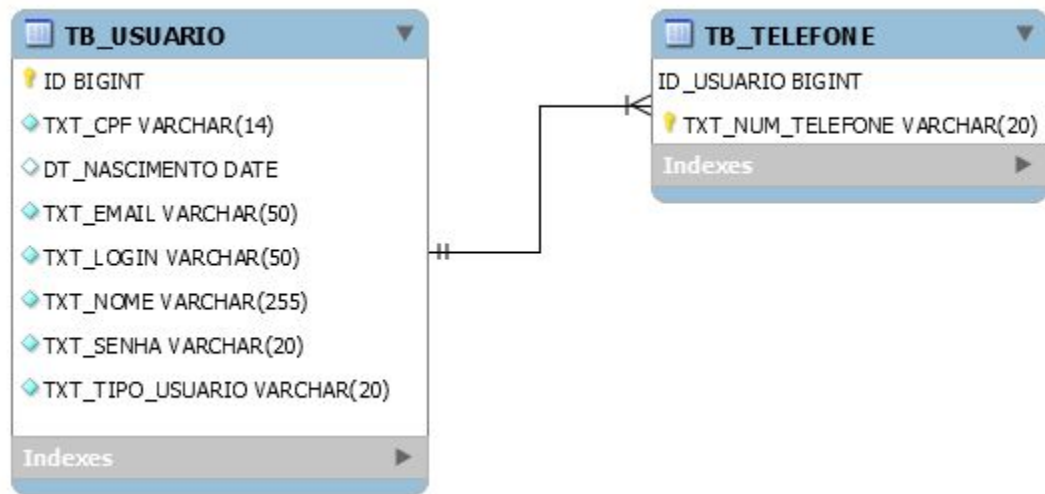 TB_USUARIO
ID BIGINT
TXT_CPF VARCHAR(14)
DT_NASCIMENTO DATE
TXT_EMAIL VARCHAR(50)
TXT_LOGIN VARCHAR(50)
TXT_NOME VARCHAR(255)
TXT_SENHA VARCHAR(20)
TXT_TIPO_USUARIO VARCHAR(20)
Indexes
TB_TELEFONE
ID_USUARIO BIGINT
TXT_NUM_TELEFONE VARCHAR(20)
Indexes